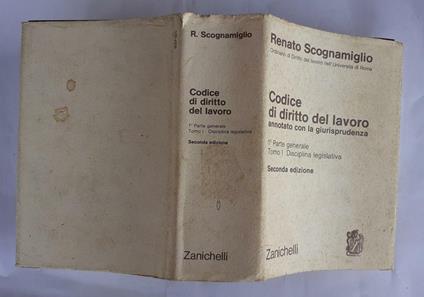 R. Scognamiglio
Codice
di diritto
del lavoro
1° Parte generale
Tomo I Disciplina legislativa
Seconda edizione
Zanichelli
Renato Scognamiglio
Ordinario di Diritto del lavoro nell'Università di Roma
Codice
di diritto del lavoro
annotato con la giurisprudenza
1° Parte generale
Tomo I Disciplina legislativa
Seconda edizione
Zanichelli